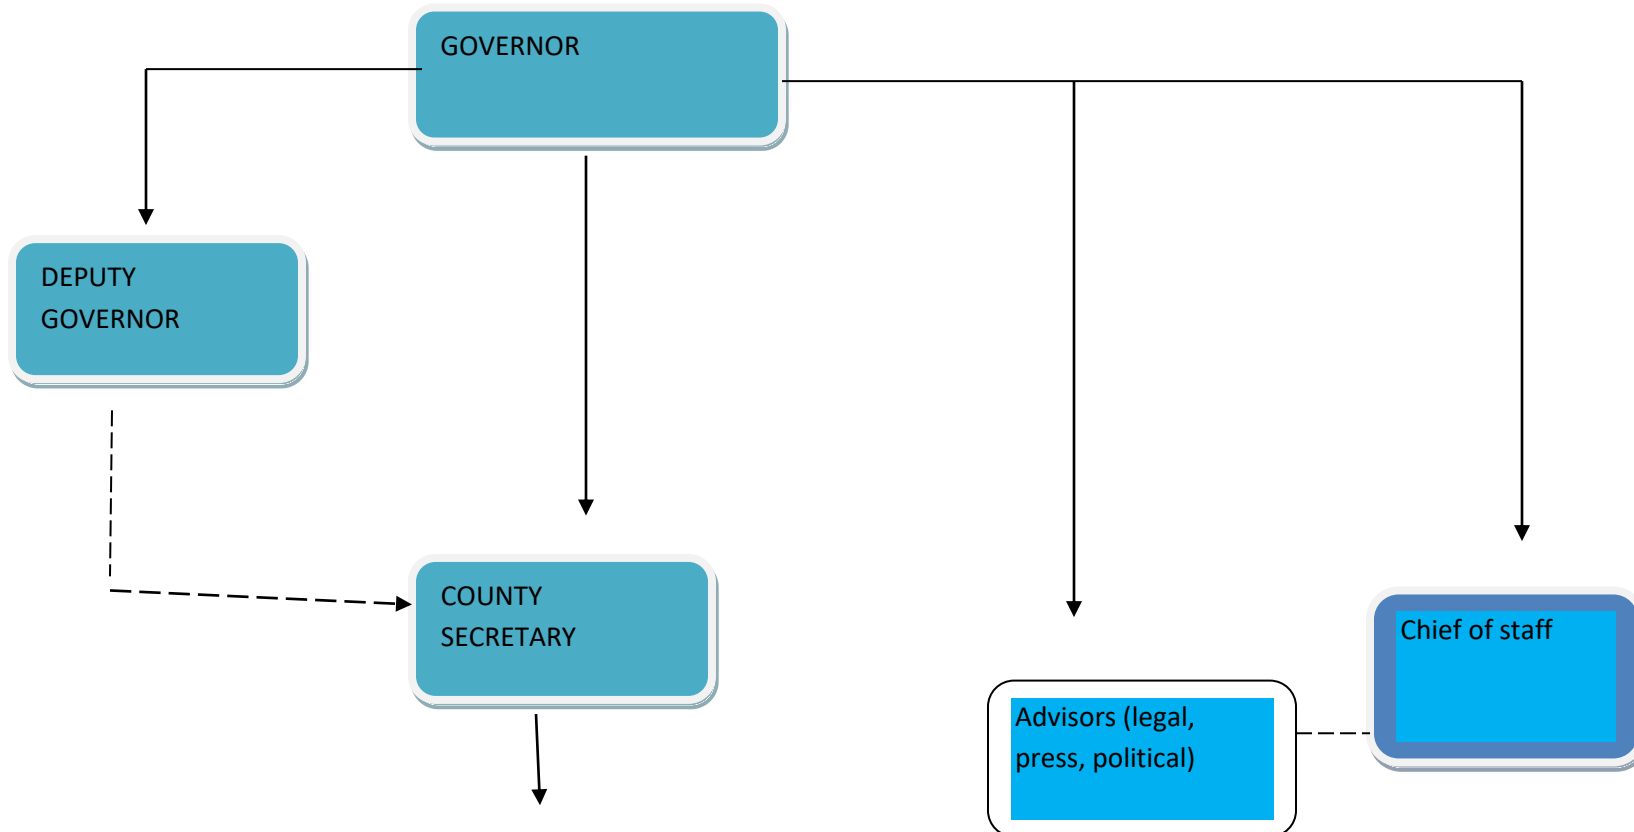 GOVERNOR
DEPUTY
GOVERNOR
COUNTY
SECRETARY
Chief of staff
Advisors (legal,
press, political)